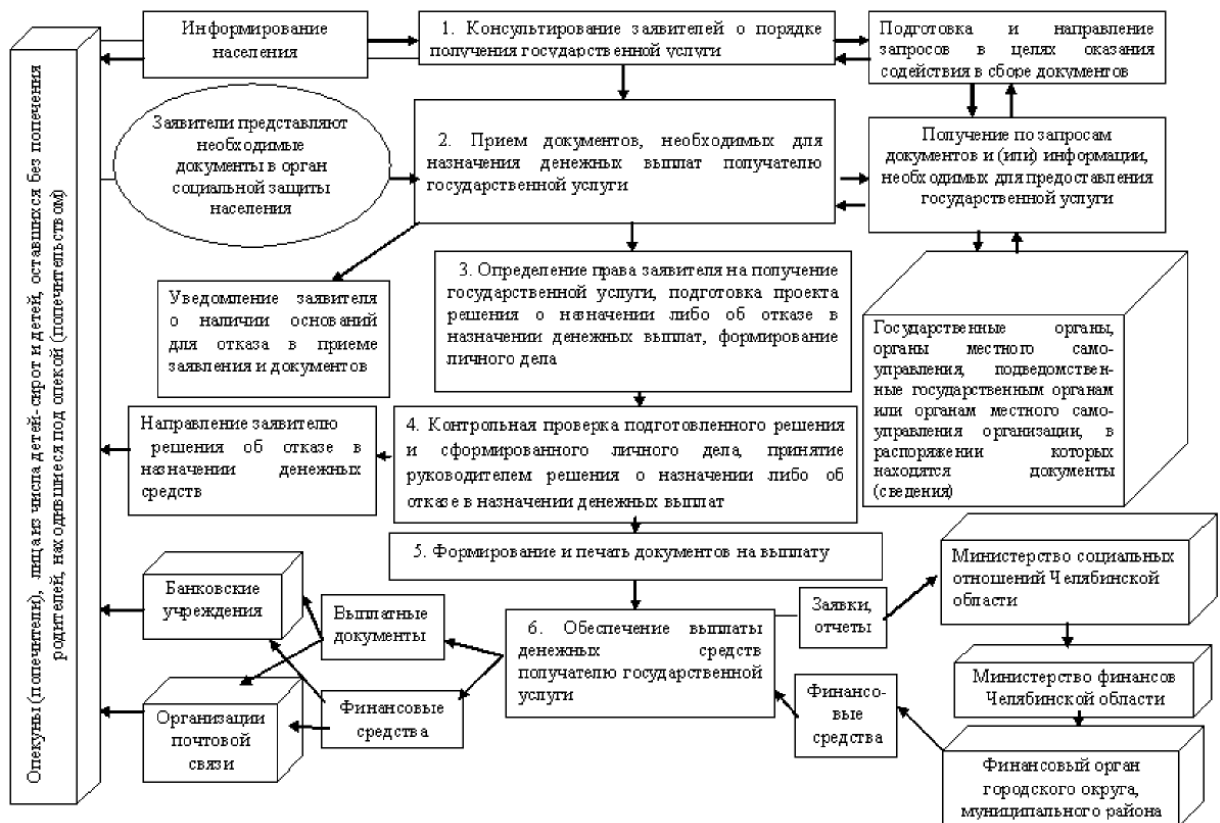 Опекуны (попечители), лица из числа детей-сирот и детей, оставшихся без попечения
родителей, находившиеся под опекой (попечительством)
Информирование
населения
1. Консультирование заявителей о порядке
получения государственной услуги
Подготовка и направление
запросов в целях оказания
содействия в сборе документов
Заявители представляют
необходимые
документы в орган
социальной защиты
населения
2. Прием документов, необходимых для
назначения денежных выплат получателю
государственной услуги
Получение по запросам
документов и (или) информации,
необходимых для предоставления
государственной услуги
Уведомление заявителя
о наличии оснований
для отказа в приеме
заявления и документов
3. Определение права заявителя на получение
государственной услуги, подготовка проекта
решения о назначении либо об отказе в
назначении денежных выплат, формирование
личного дела
Государственные органы,
органы местного само-
управления, подведомствен-
ные государственным органам
или органам местного само-
управления организации, в
распоряжении которых
находятся документы
(сведения)
Направление заявителю
решения об отказе в
назначении денежных
средств
4. Контрольная проверка подготовленного решения
и сформированного личного дела, принятие
руководителем решения о назначении либо об
отказе в назначении денежных выплат
5. Формирование и печать документов на выплату
Министерство социальных
отношений Челябинской
области
Банковские
учреждения
Выплатные
документы
6. Обеспечение выплаты
денежных средств
получателю государственной
услуги
Заявки,
отчеты
Министерство финансов
Челябинской области
Организации
почтовой
связи
Финансовые
средства
Финансо-
вые
средства
Финансовый орган
городского округа,
муниципального района